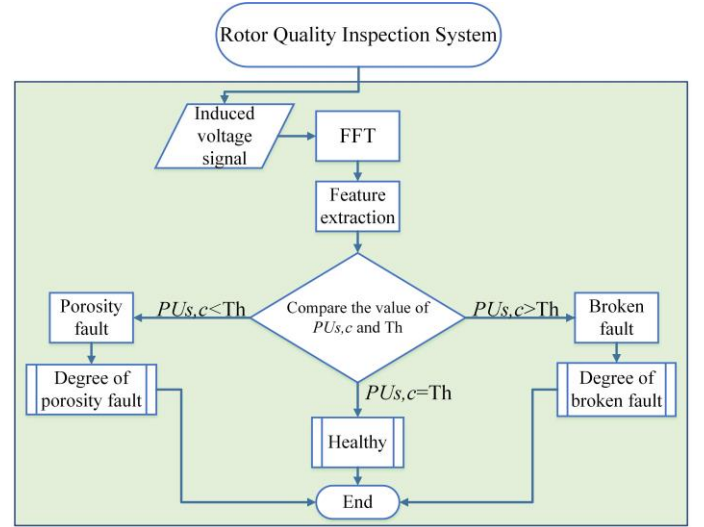 Rotor Quality Inspection System
Induced
voltage
signal
FFT
Feature
extraction
Compare the value of
PUs,c and Th
PUs,c<Th
PUs,c>Th
Porosity
fault
Broken
fault
Degree of
porosity fault
Degree of
broken fault
PUs,c=Th
Healthy
End